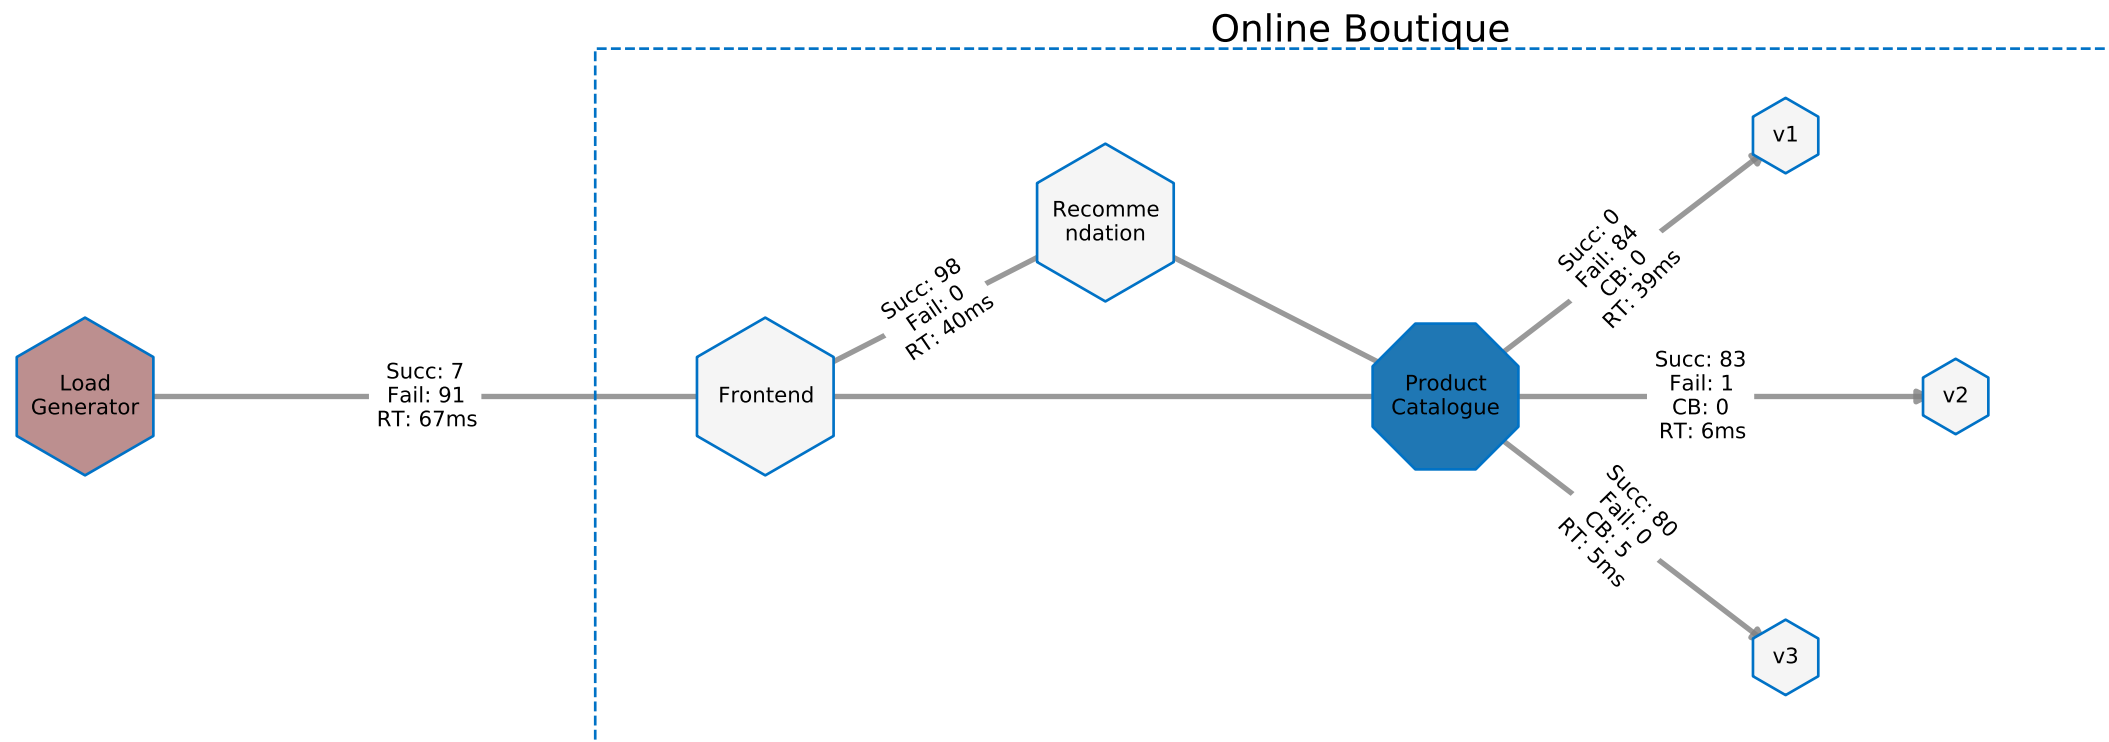 Online Boutique
Load
Generator
Succ: 7
Fail: 91
RT: 67ms
Frontend
Succ: 98
Fail: 0
RT: 40ms
Recomme
ndation
Product
Catalogue
Succ: 0
Fail: 84
CB: 0
RT: 39ms
v1
Succ: 83
Fail: 1
CB: 0
RT: 6ms
v2
Succ: 80
Fail: 0
CB: 5
RT: 5ms
v3